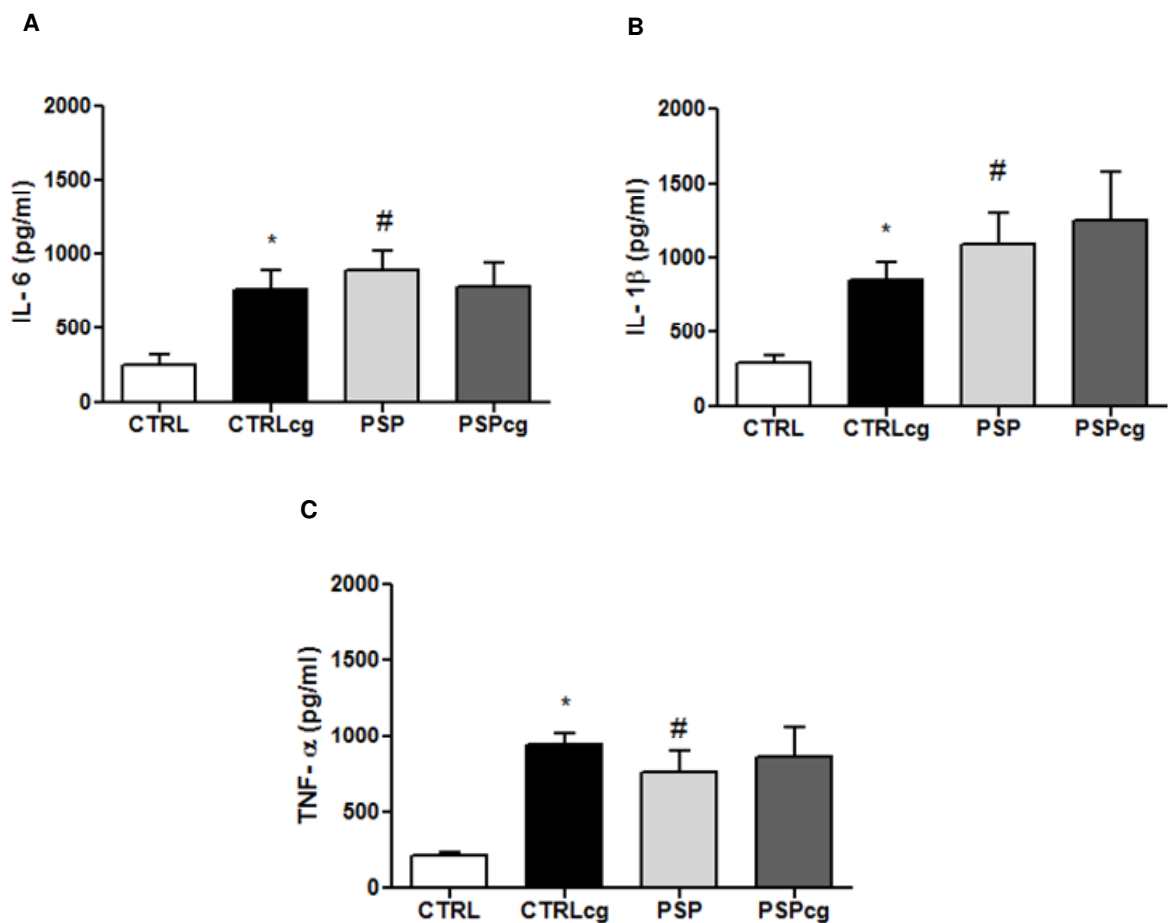 A
2000
1500
1000
500
0
IL- 6 (pg/ml)
*
#
CTRL CTRLcg PSP PSPcg
B
2000
1500
1000
500
0
IL- 1β (pg/ml)
*
#
CTRL CTRLcg PSP PSPcg
C
2000
1500
1000
500
0
TNF- α (pg/ml)
*
#
CTRL CTRLcg PSP PSPcg